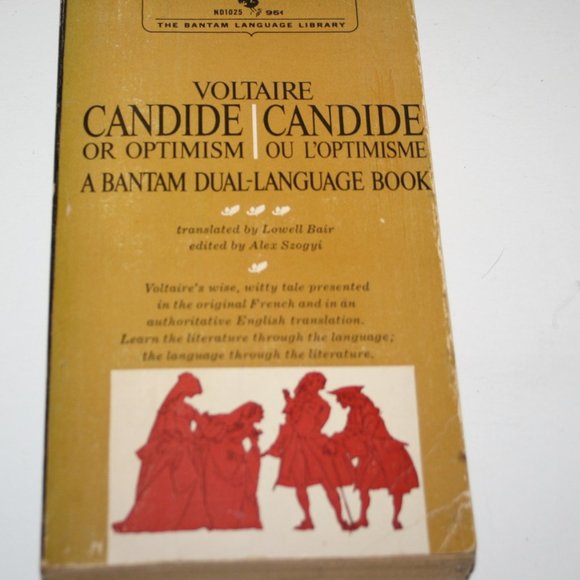 ND1025 95¢
THE BANTAM LANGUAGE LIBRARY
VOLTAIRE
CANDIDE | CANDIDE
OR OPTIMISM | OU L'OPTIMISME
A BANTAM DUAL-LANGUAGE BOOK
translated by Lowell Bair
edited by Alex Szogyi
Voltaire's wise, witty tale presented
in the original French and in an
authoritative English translation.
Learn the literature through the language;
the language through the literature.